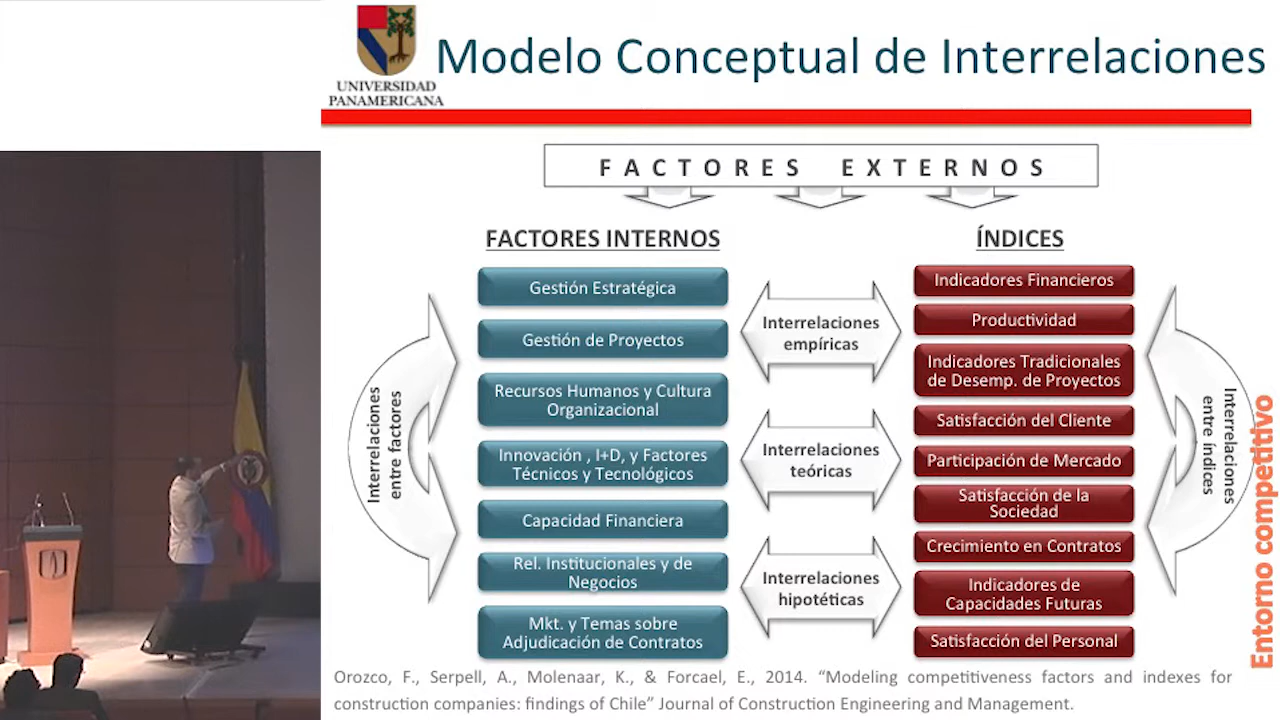 UNIVERSIDAD
PANAMERICANA
Modelo Conceptual de Interrelaciones
FACTORES EXTERNOS
FACTORES INTERNOS
Gestión Estratégica
Gestión de Proyectos
Recursos Humanos y Cultura
Organizacional
Innovación , I+D, y Factores
Técnicos y Tecnológicos
Capacidad Financiera
Rel. Institucionales y de
Negocios
Mkt. y Temas sobre
Adjudicación de Contratos
Interrelaciones
entre factores
Interrelaciones
empíricas
Interrelaciones
teóricas
Interrelaciones
hipotéticas
ÍNDICES
Indicadores Financieros
Productividad
Indicadores Tradicionales
de Desemp. de Proyectos
Satisfacción del Cliente
Participación de Mercado
Satisfacción de la
Sociedad
Crecimiento en Contratos
Indicadores de
Capacidades Futuras
Satisfacción del Personal
Interrelaciones
entre índices
Entorno competitivo
Orozco, F., Serpell, A., Molenaar, K., & Forcael, E., 2014. “Modeling competitiveness factors and indexes for
construction companies: findings of Chile” Journal of Construction Engineering and Management.